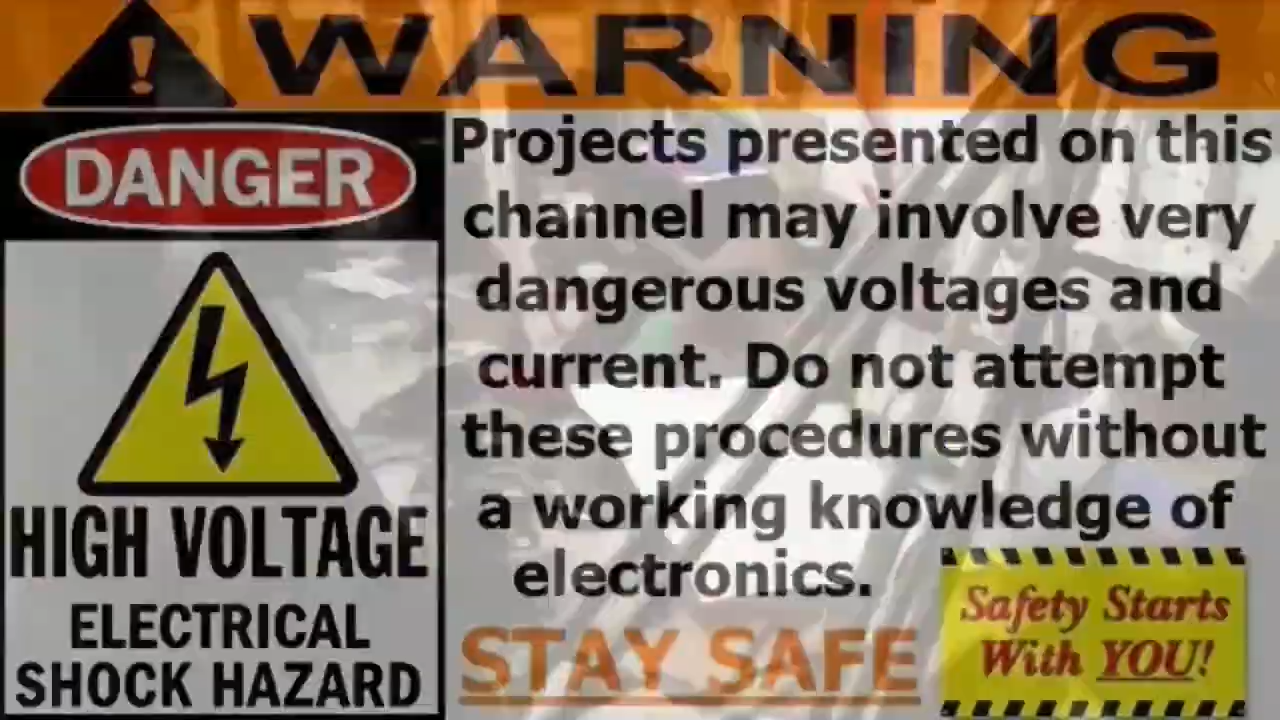 ! WARNING
DANGER
HIGH VOLTAGE
ELECTRICAL
SHOCK HAZARD
Projects presented on this
channel may involve very
dangerous voltages and
current. Do not attempt
these procedures without
a working knowledge of
electronics.
STAY SAFE
Safety Starts
With YOU!